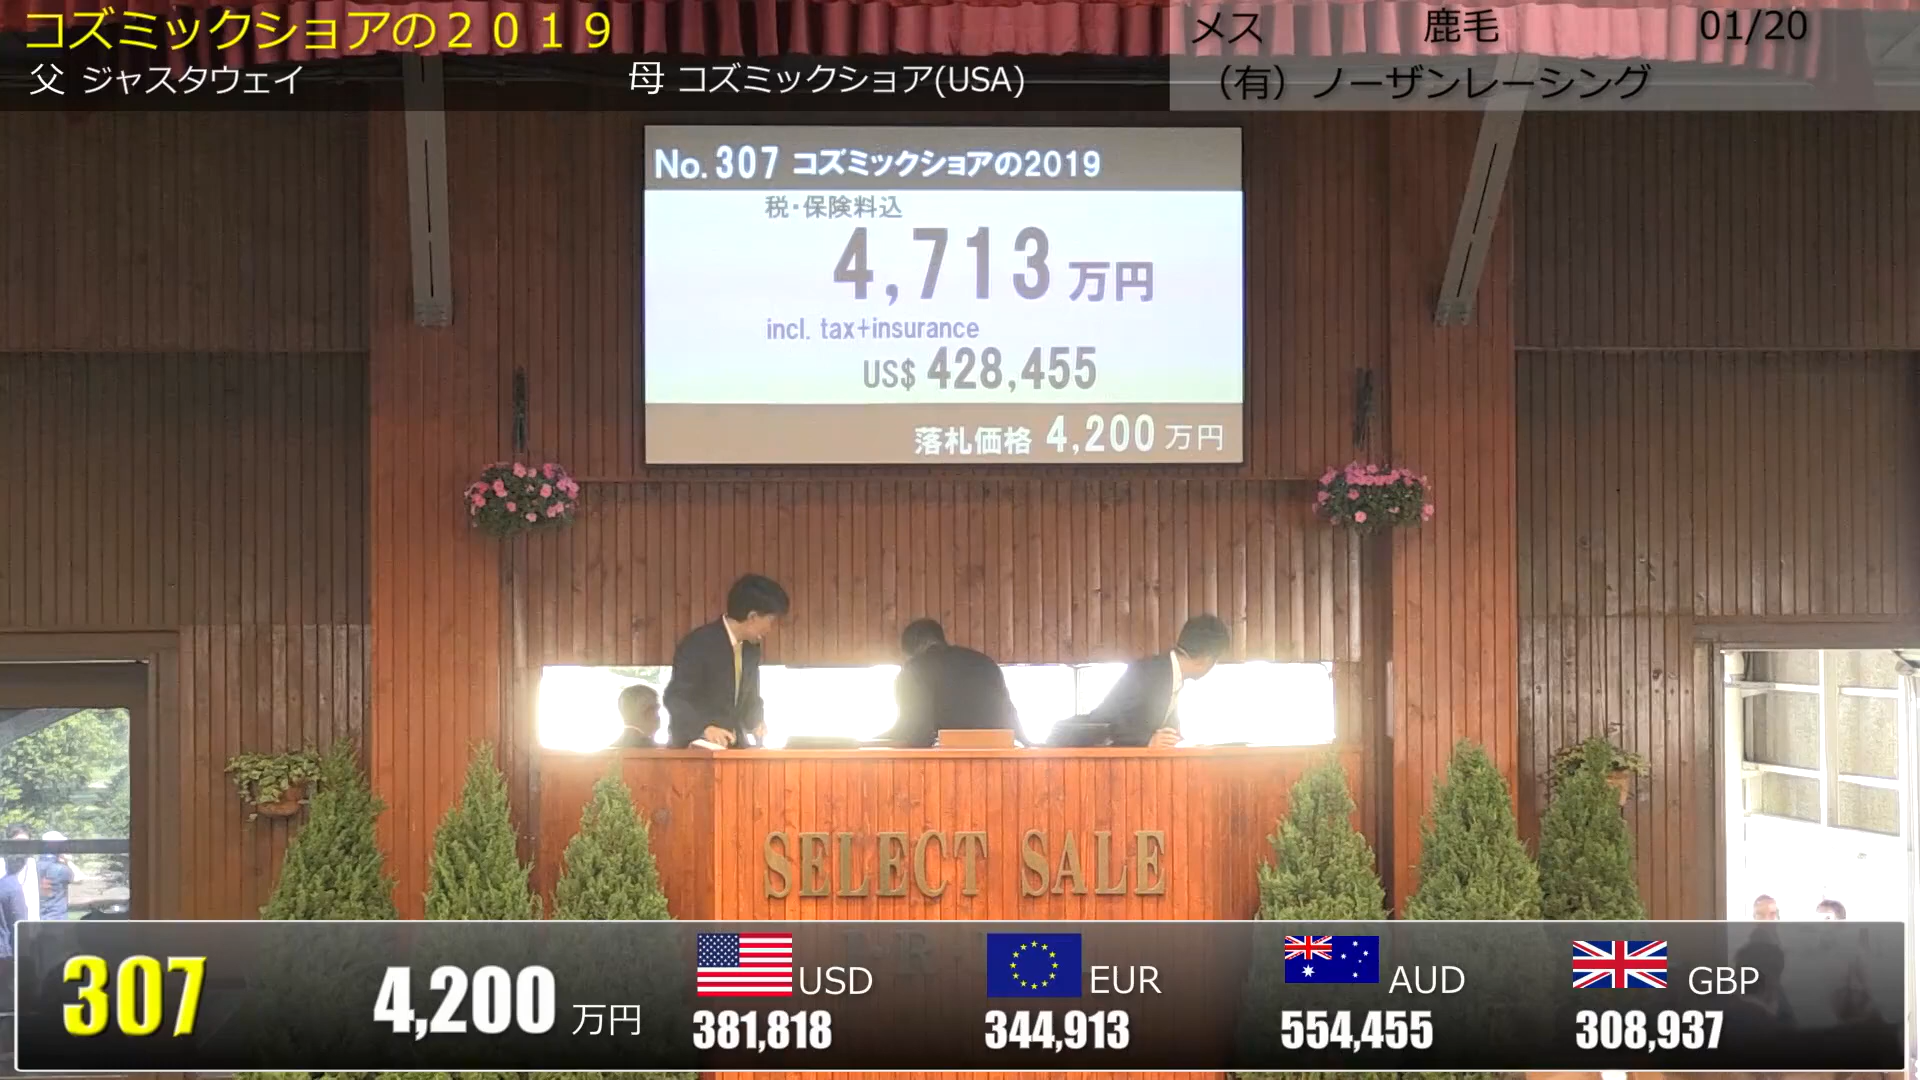 コズミックショアの２０１９
父 ジャスタウェイ
母 コズミックショア(USA)
メス 鹿毛 01/20
（有）ノーザンレーシング
No. 307 コズミックショアの2019
税・保険料込
4,713 万円
incl. tax+insurance
US$ 428,455
落札価格 4,200 万円
SELECT SALE
307 4,200 万円
USD 381,818
EUR 344,913
AUD 554,455
GBP 308,937